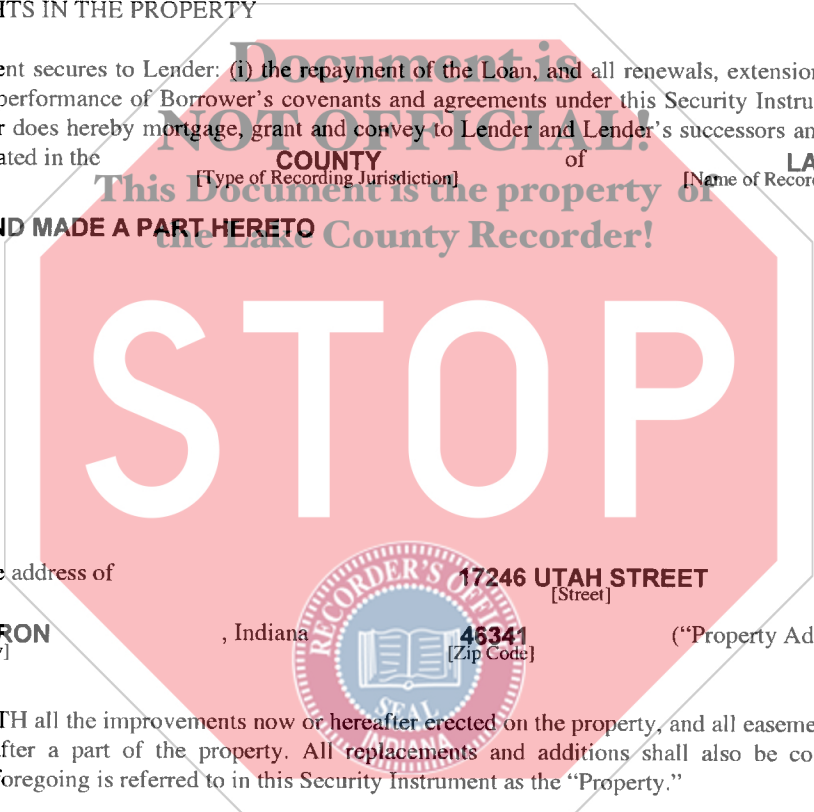 HTS IN THE PROPERTY
Document is
ent secures to Lender: (i) the repayment of the Loan, and all renewals, extension
performance of Borrower's covenants and agreements under this Security Instru
NOT OFFICIAL!
r does hereby mortgage, grant and convey to Lender and Lender's successors an
ated in the COUNTY of LA
[Type of Recording Jurisdiction] [Name of Record
This Document is the property of
ND MADE A PART HERETO
the Lake County Recorder!
STOP
e address of 17246 UTAH STREET
[Street]
RON , Indiana 46341 ("Property Ad
y] [Zip Code]
RECORDER'S OFFI
SEAL
INDIANA
TH all the improvements now or hereafter erected on the property, and all easeme
fter a part of the property. All replacements and additions shall also be co
foregoing is referred to in this Security Instrument as the "Property."